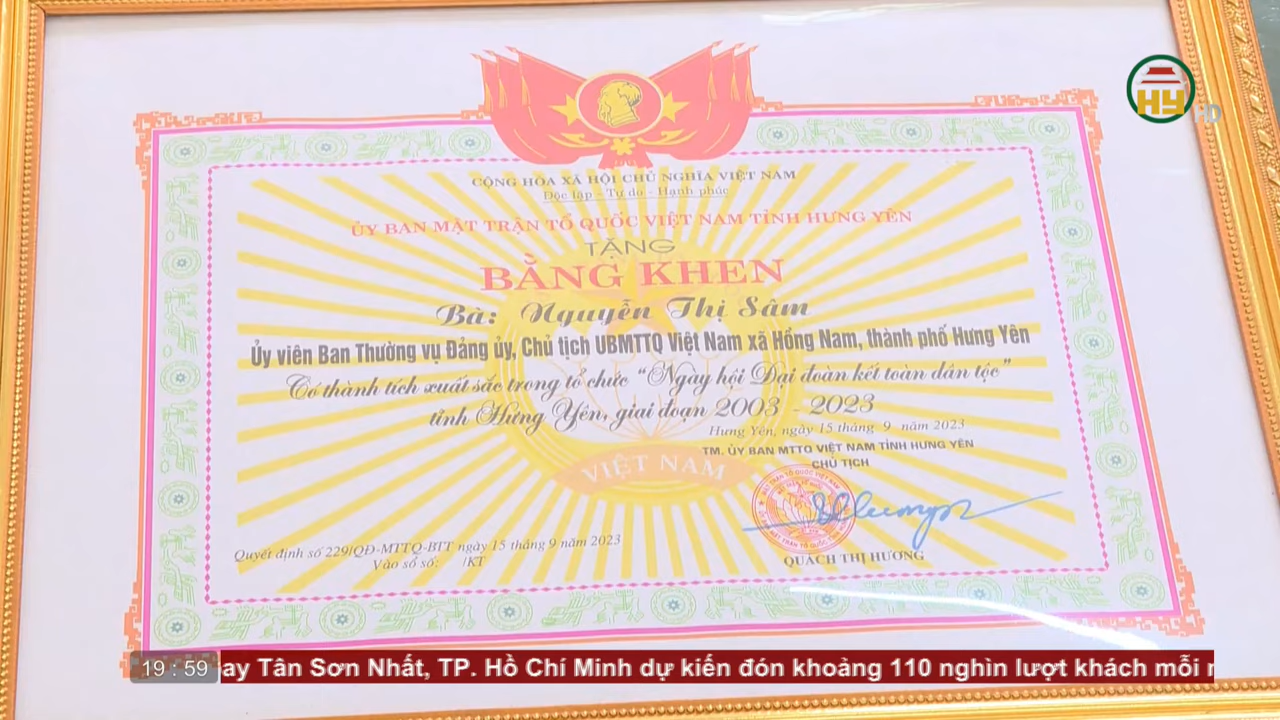 HY HD
CỘNG HÒA XÃ HỘI CHỦ NGHĨA VIỆT NAM
Độc lập - Tự do - Hạnh phúc
ỦY BAN MẶT TRẬN TỔ QUỐC VIỆT NAM TỈNH HƯNG YÊN
TẶNG
BẰNG KHEN
Bà: Nguyễn Thị Sâm
Ủy viên Ban Thường vụ Đảng ủy, Chủ tịch UBMTTQ Việt Nam xã Hồng Nam, thành phố Hưng Yên
Có thành tích xuất sắc trong tổ chức “Ngày hội Đại đoàn kết toàn dân tộc”
tỉnh Hưng Yên, giai đoạn 2003 - 2023
Hưng Yên, ngày 15 tháng 9 năm 2023
TM. ỦY BAN MTTQ VIỆT NAM TỈNH HƯNG YÊN
CHỦ TỊCH
VIỆT NAM
QUÁCH THỊ HƯƠNG
Quyết định số 229/QĐ-MTTQ-BTT ngày 15 tháng 9 năm 2023
Vào sổ số: /KT
19 : 59 ay Tân Sơn Nhất, TP. Hồ Chí Minh dự kiến đón khoảng 110 nghìn lượt khách mỗi